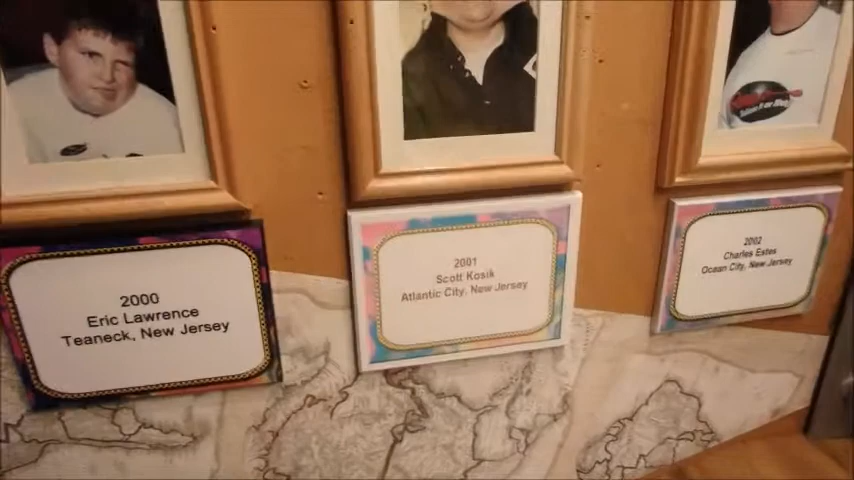 2000
Eric Lawrence
Teaneck, New Jersey
2001
Scott Kosik
Atlantic City, New Jersey
2002
Charles Estes
Ocean City, New Jersey